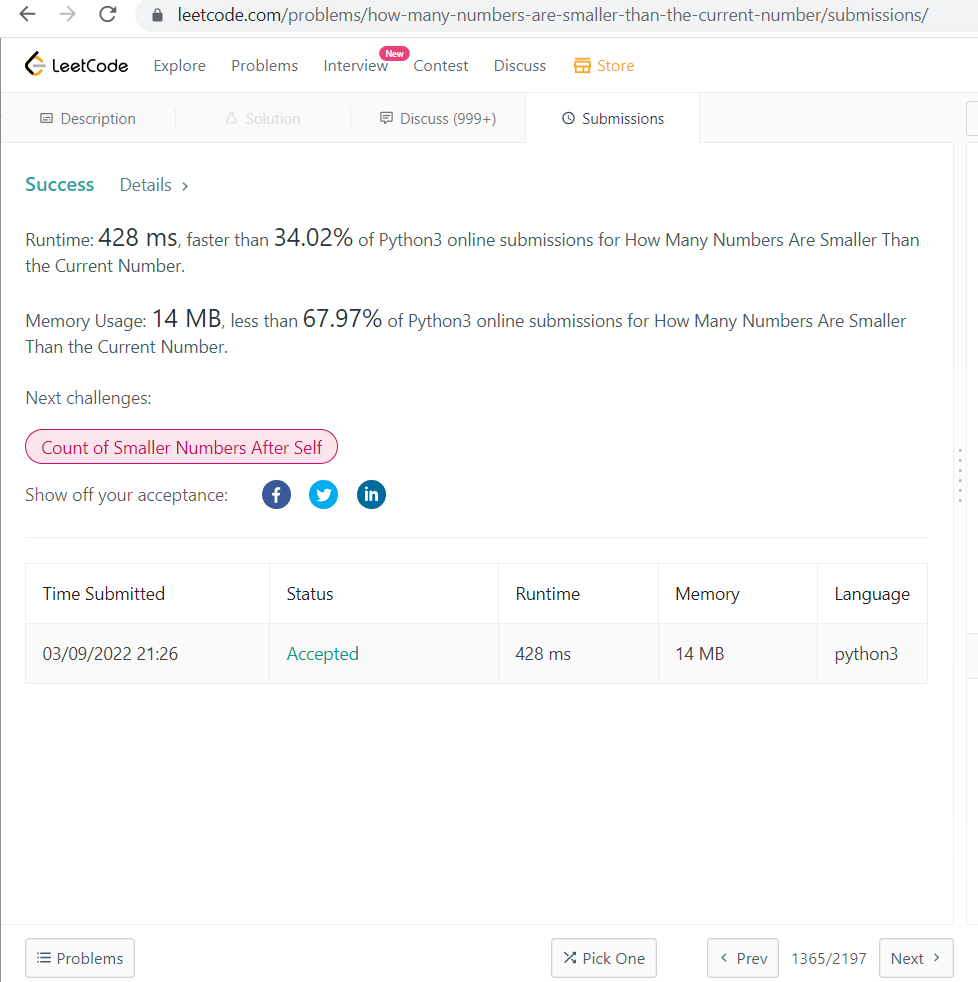 leetcode.com/problems/how-many-numbers-are-smaller-than-the-current-number/submissions/
LeetCode Explore Problems Interview New Contest Discuss Store
Description Solution Discuss (999+) Submissions
Success Details >
Runtime: 428 ms, faster than 34.02% of Python3 online submissions for How Many Numbers Are Smaller Than
the Current Number.
Memory Usage: 14 MB, less than 67.97% of Python3 online submissions for How Many Numbers Are Smaller
Than the Current Number.
Next challenges:
Count of Smaller Numbers After Self
Show off your acceptance:
Time Submitted Status Runtime Memory Language
03/09/2022 21:26 Accepted 428 ms 14 MB python3
Problems Pick One < Prev 1365/2197 Next >